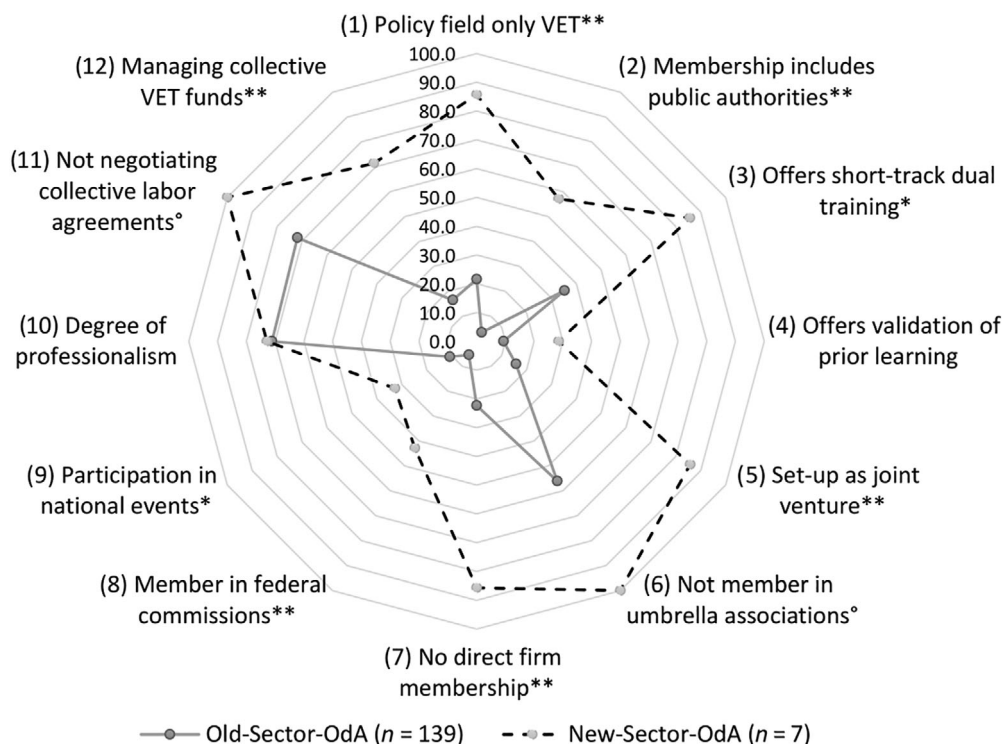 (1) Policy field only VET**
100.0
90.0
80.0
70.0
60.0
50.0
40.0
30.0
20.0
10.0
0.0
(2) Membership includes
public authorities**
(3) Offers short-track dual
training*
(4) Offers validation of
prior learning
(5) Set-up as joint
venture**
(6) Not member in
umbrella associations°
(7) No direct firm
membership**
(8) Member in federal
commissions**
(9) Participation in
national events*
(10) Degree of
professionalism
(11) Not negotiating
collective labor
agreements°
(12) Managing collective
VET funds**
Old-Sector-OdA (n = 139)
New-Sector-OdA (n = 7)